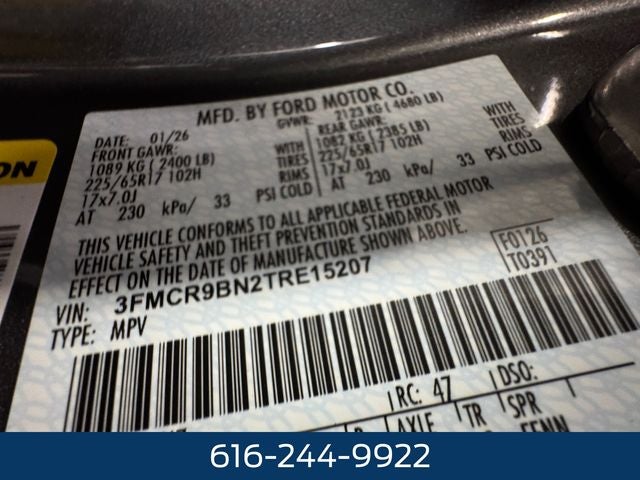 MFD. BY FORD MOTOR CO.
DATE: 01/26 GVWR: 2123 KG ( 4680 LB)
FRONT GAWR: REAR GAWR:
1089 KG ( 2400 LB) WITH 1082 KG ( 2385 LB) WITH
225/65R17 102H TIRES 225/65R17 102H TIRES
17x7.0J RIMS 17x7.0J RIMS
AT 230 kPa/ 33 PSI COLD AT 230 kPa/ 33 PSI COLD
THIS VEHICLE CONFORMS TO ALL APPLICABLE FEDERAL MOTOR
VEHICLE SAFETY AND THEFT PREVENTION STANDARDS IN
EFFECT ON THE DATE OF MANUFACTURE SHOWN ABOVE.
F0126
T0391
VIN: 3FMCR9BN2TRE15207
TYPE: MPV
RC: 47 DSO:
AXLE TR SPR
ON
616-244-9922